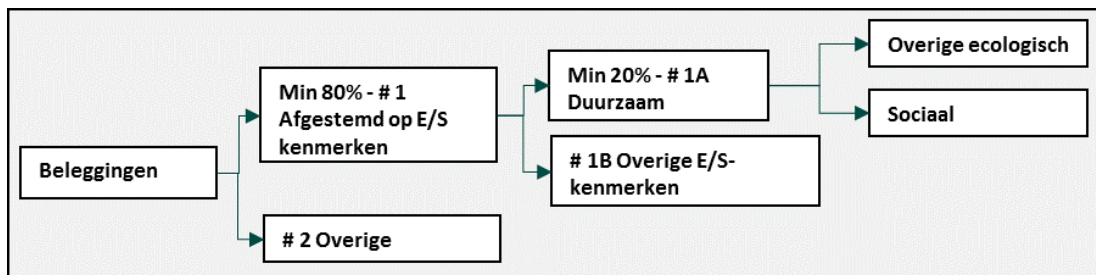 Beleggingen
Min 80% - # 1
Afgestemd op E/S
kenmerken
# 2 Overige
Min 20% - # 1A
Duurzaam
# 1B Overige E/S-
kenmerken
Overige ecologisch
Sociaal